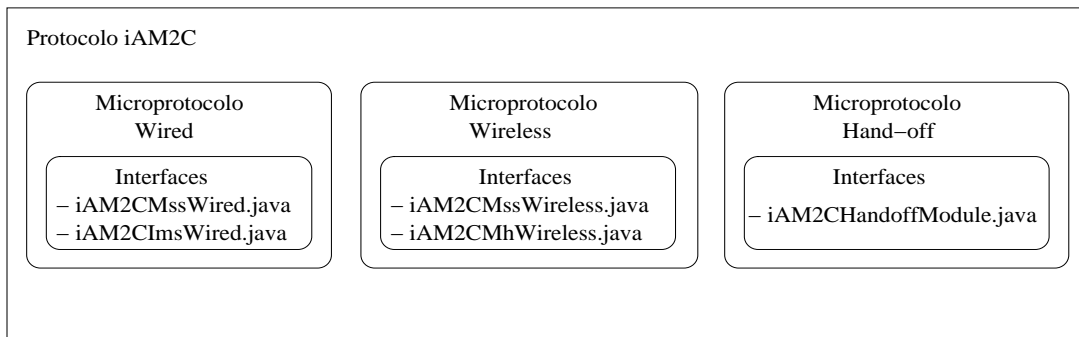 Protocolo iAM2C
Microprotocolo
Wired
Interfaces
– iAM2CMssWired.java
– iAM2CImsWired.java
Microprotocolo
Wireless
Interfaces
– iAM2CMssWireless.java
– iAM2CMhWireless.java
Microprotocolo
Hand–off
Interfaces
– iAM2CHandoffModule.java